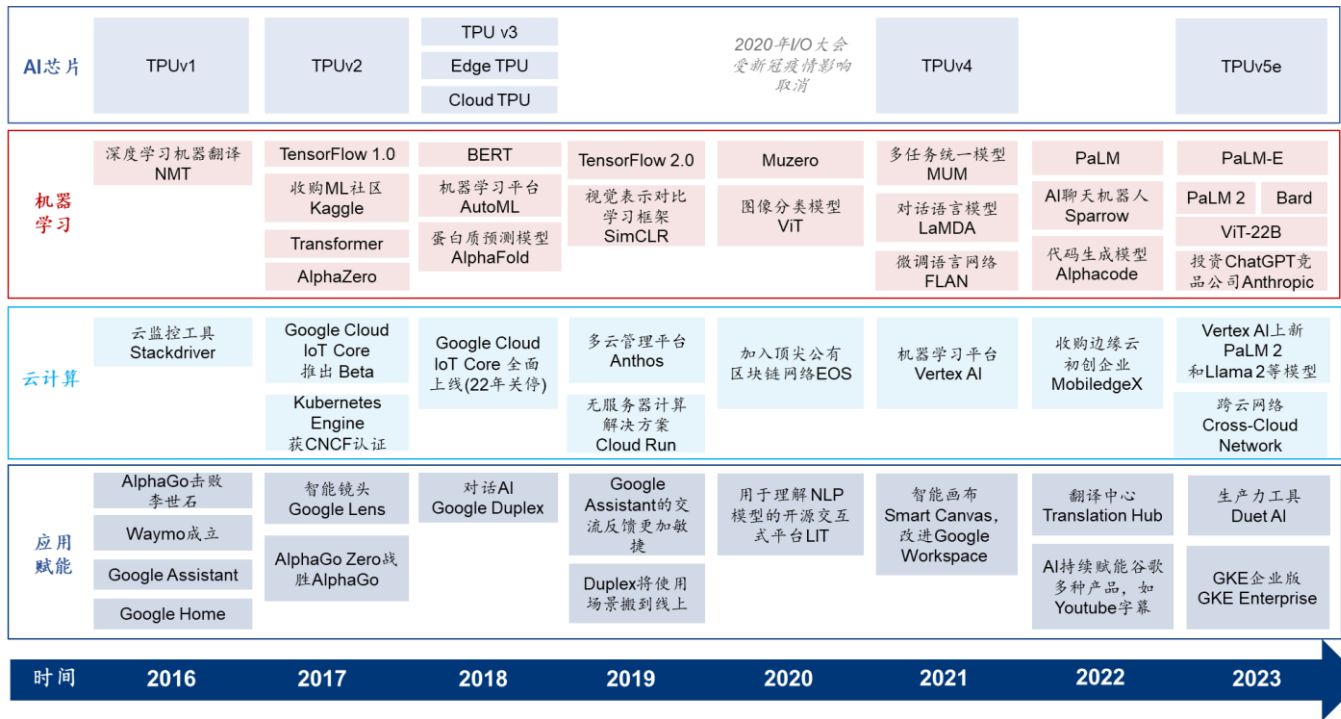 AI芯片
TPUv1
TPUv2
TPU v3
Edge TPU
Cloud TPU
2020年I/O大会
受新冠疫情影响
取消
TPUv4
TPUv5e
机器
学习
深度学习机器翻译
NMT
TensorFlow 1.0
收购ML社区
Kaggle
Transformer
AlphaZero
BERT
机器学习平台
AutoML
蛋白质预测模型
AlphaFold
TensorFlow 2.0
视觉表示对比
学习框架
SimCLR
Muzero
图像分类模型
ViT
多任务统一模型
MUM
对话语言模型
LaMDA
微调语言网络
FLAN
PaLM
AI聊天机器人
Sparrow
代码生成模型
Alphacode
PaLM-E
PaLM 2
Bard
ViT-22B
投资ChatGPT竞
品公司Anthropic
云计算
云监控工具
Stackdriver
Google Cloud
IoT Core
推出 Beta
Kubernetes
Engine
获CNCF认证
Google Cloud
IoT Core 全面
上线(22年关停)
多云管理平台
Anthos
无服务器计算
解决方案
Cloud Run
加入顶尖公有
区块链网络EOS
机器学习平台
Vertex AI
收购边缘云
初创企业
MobiledgeX
Vertex AI上新
PaLM 2
和Llama 2等模型
跨云网络
Cross-Cloud
Network
应用
赋能
AlphaGo击败
李世石
Waymo成立
Google Assistant
Google Home
智能镜头
Google Lens
AlphaGo Zero战
胜AlphaGo
对话AI
Google Duplex
Google
Assistant的交
流反馈更加敏
捷
Duplex将使用
场景搬到线上
用于理解NLP
模型的开源交互
式平台LIT
智能画布
Smart Canvas，
改进Google
Workspace
翻译中心
Translation Hub
AI持续赋能谷歌
多种产品，如
Youtube字幕
生产力工具
Duet AI
GKE企业版
GKE Enterprise
时间
2016
2017
2018
2019
2020
2021
2022
2023